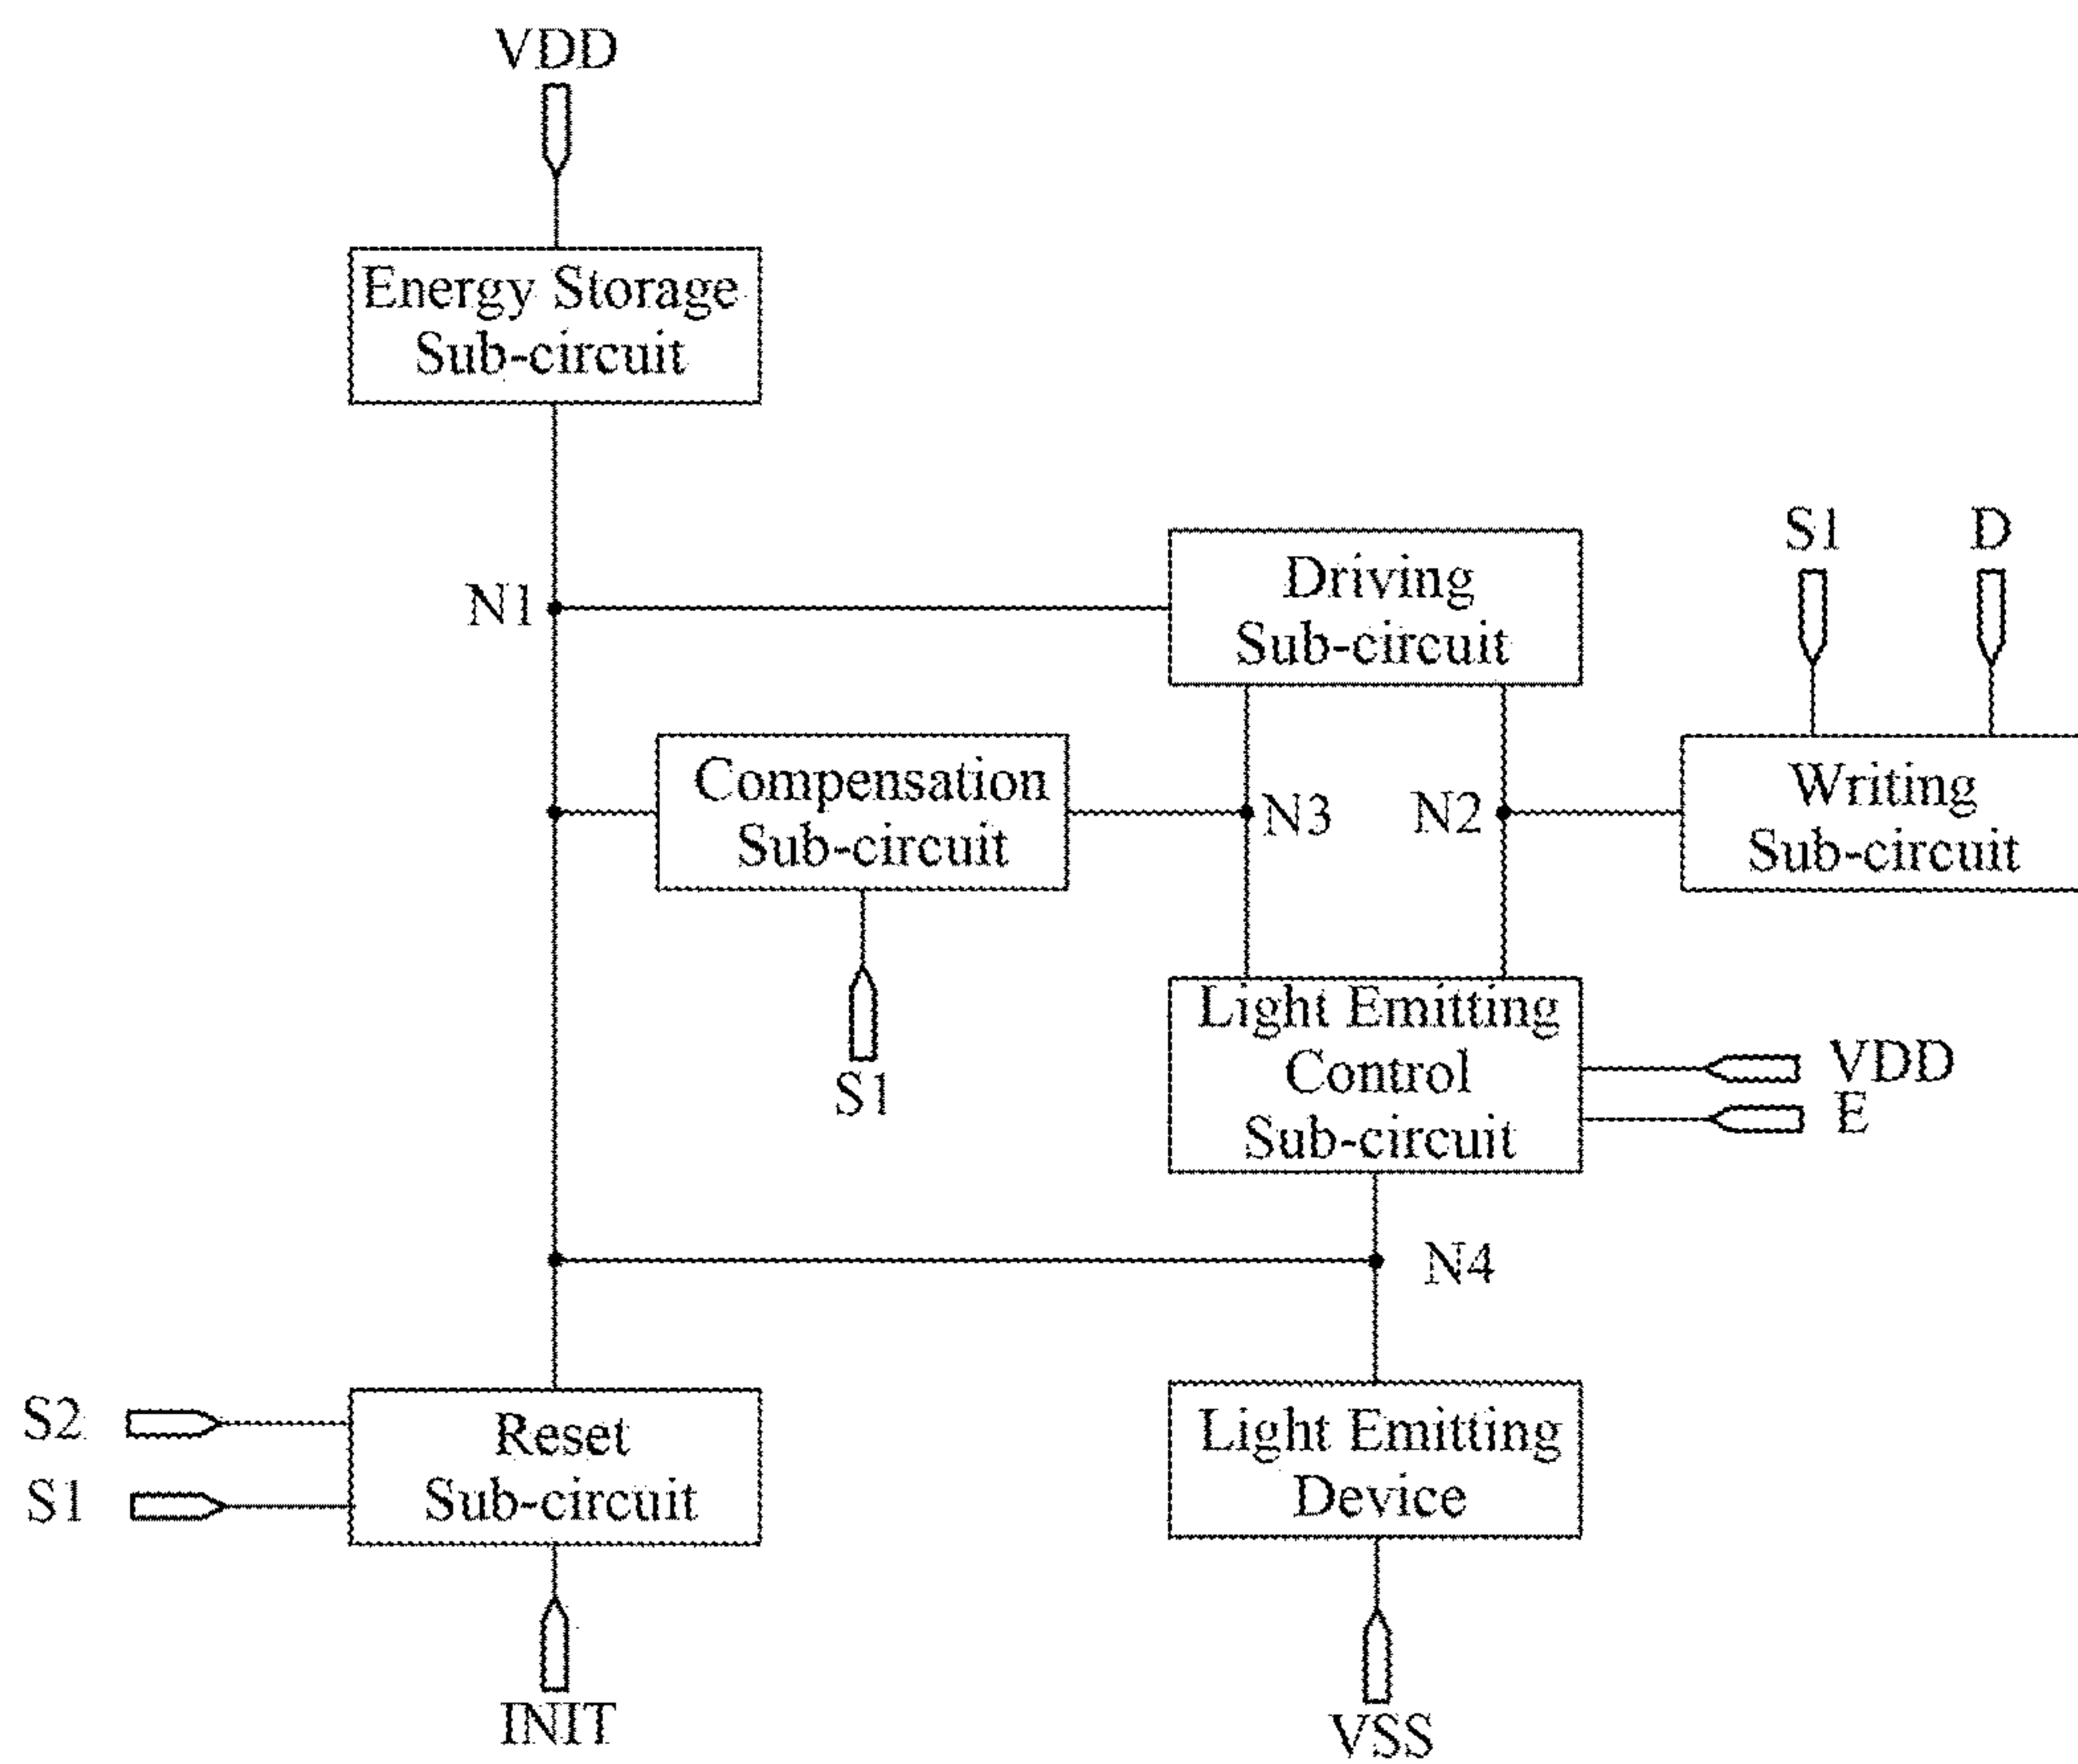 VDD
Energy Storage
Sub-circuit
S1
D
N1
Driving
Sub-circuit
Compensation
Sub-circuit
N3
N2
Writing
Sub-circuit
S1
Light Emitting
Control
Sub-circuit
VDD
E
N4
S2
S1
Reset
Sub-circuit
Light Emitting
Device
INIT
VSS